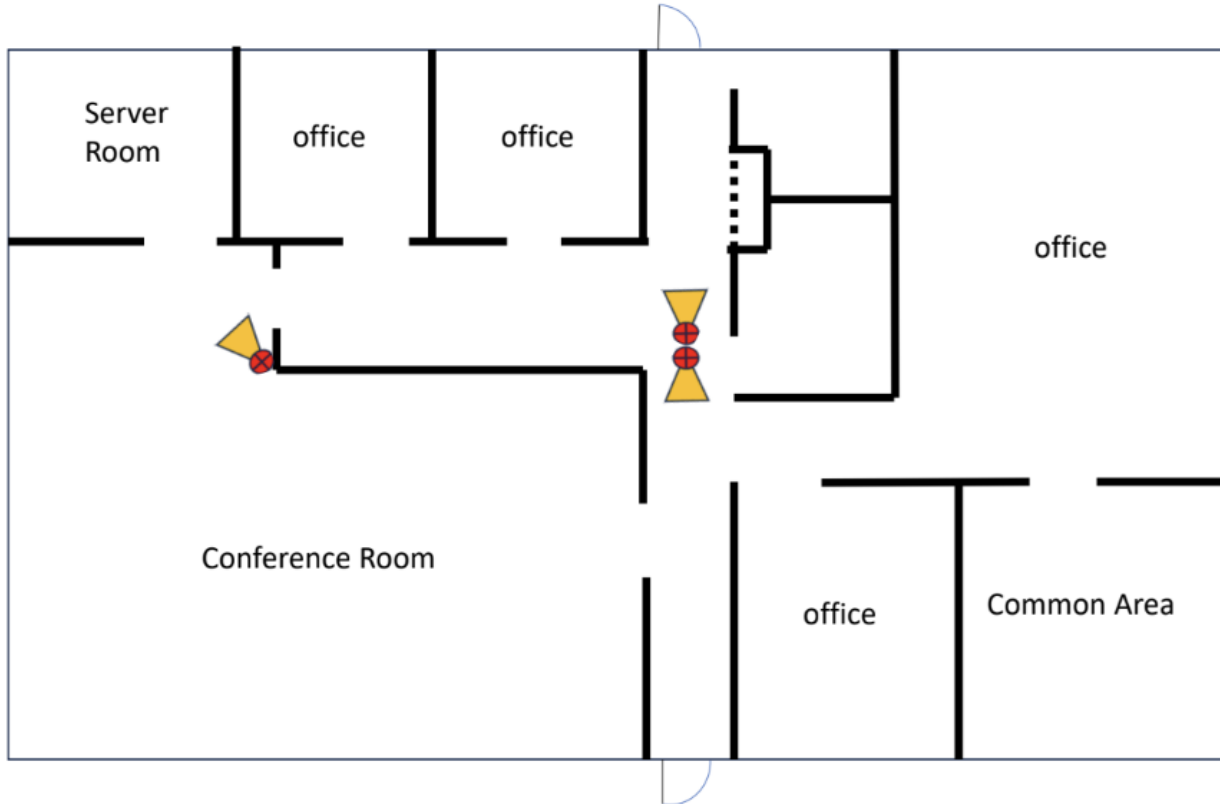 Server
Room
office
office
office
Conference Room
office
Common Area